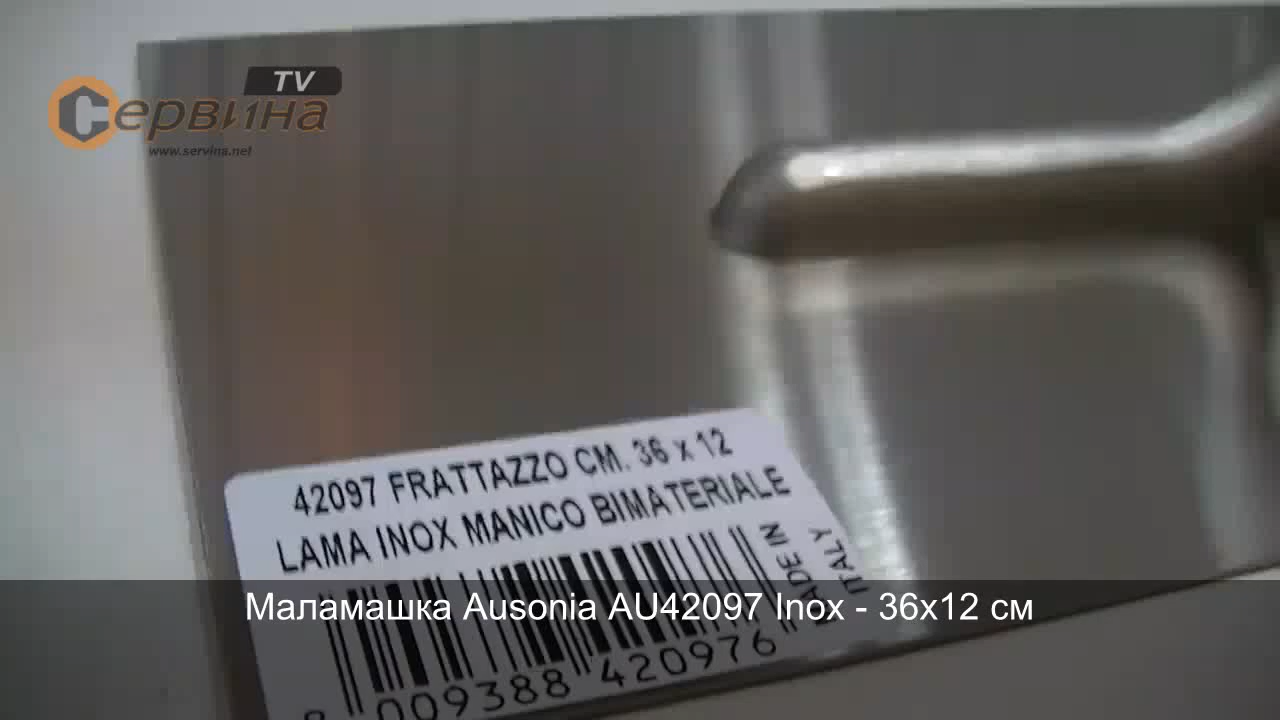 TV
Сервина
www.servina.net
42097 FRATTAZZO CM. 36 x 12
LAMA INOX MANICO BIMATERIALE
MADE IN
ITALY
Маламашка Ausonia AU42097 Inox - 36x12 см
8 009388 420976